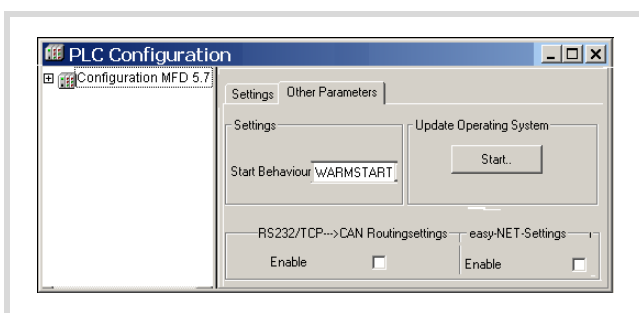 PLC Configuration
Configuration MFD 5.7
Settings Other Parameters
Settings Update Operating System
Start Behaviour WARMSTART Start..
RS232/TCP--->CAN Routingsettings easy-NET-Settings
Enable Enable